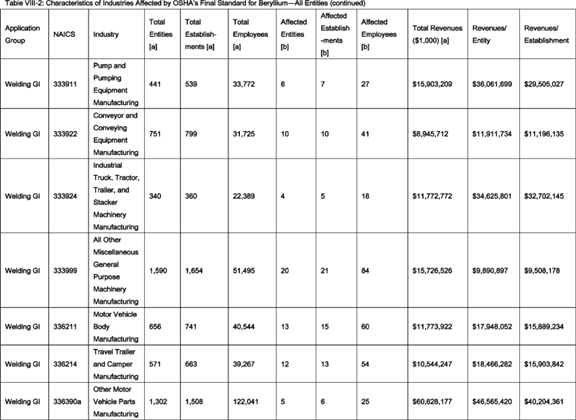 Table VIII-2: Characteristics of Industries Affected by OSHA's Final Standard for Beryllium—All Entities (continued)
Application Group | NAICS | Industry | Total Entities [a] | Total Establish-ments [a] | Total Employees [a] | Affected Entities [b] | Affected Establish-ments [b] | Affected Employees [b] | Total Revenues ($1,000) [a] | Revenues/ Entity | Revenues/ Establishment
Welding GI | 333911 | Pump and Pumping Equipment Manufacturing | 441 | 539 | 33,772 | 6 | 7 | 27 | $15,903,209 | $36,061,699 | $29,505,027
Welding GI | 333922 | Conveyor and Conveying Equipment Manufacturing | 751 | 799 | 31,725 | 10 | 10 | 41 | $8,945,712 | $11,911,734 | $11,196,135
Welding GI | 333924 | Industrial Truck, Tractor, Trailer, and Stacker Machinery Manufacturing | 340 | 360 | 22,389 | 4 | 5 | 18 | $11,772,772 | $34,625,801 | $32,702,145
Welding GI | 333999 | All Other Miscellaneous General Purpose Machinery Manufacturing | 1,590 | 1,654 | 51,495 | 20 | 21 | 84 | $15,726,526 | $9,890,897 | $9,508,178
Welding GI | 336211 | Motor Vehicle Body Manufacturing | 656 | 741 | 40,544 | 13 | 15 | 60 | $11,773,922 | $17,948,052 | $15,889,234
Welding GI | 336214 | Travel Trailer and Camper Manufacturing | 571 | 663 | 39,267 | 12 | 13 | 54 | $10,544,247 | $18,466,282 | $15,903,842
Welding GI | 336390a | Other Motor Vehicle Parts Manufacturing | 1,302 | 1,508 | 122,041 | 5 | 6 | 25 | $60,628,177 | $46,565,420 | $40,204,361